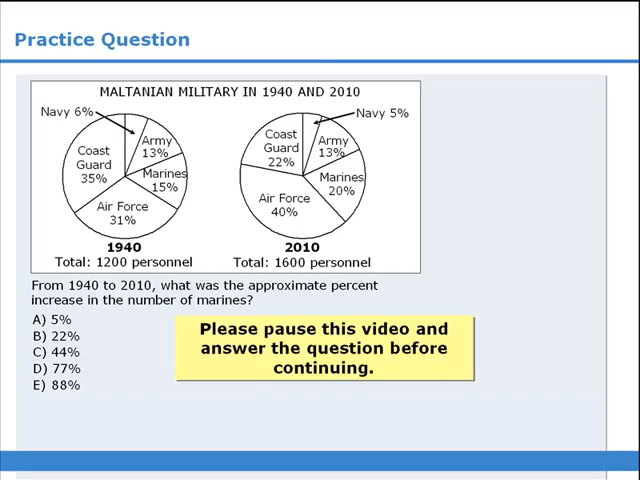 Practice Question
MALTANIAN MILITARY IN 1940 AND 2010
Navy 6%
Army
13%
Marines
15%
Air Force
31%
Coast
Guard
35%
1940
Total: 1200 personnel
Navy 5%
Army
13%
Marines
20%
Air Force
40%
Coast
Guard
22%
2010
Total: 1600 personnel
From 1940 to 2010, what was the approximate percent
increase in the number of marines?
A) 5%
B) 22%
C) 44%
D) 77%
E) 88%
Please pause this video and
answer the question before
continuing.